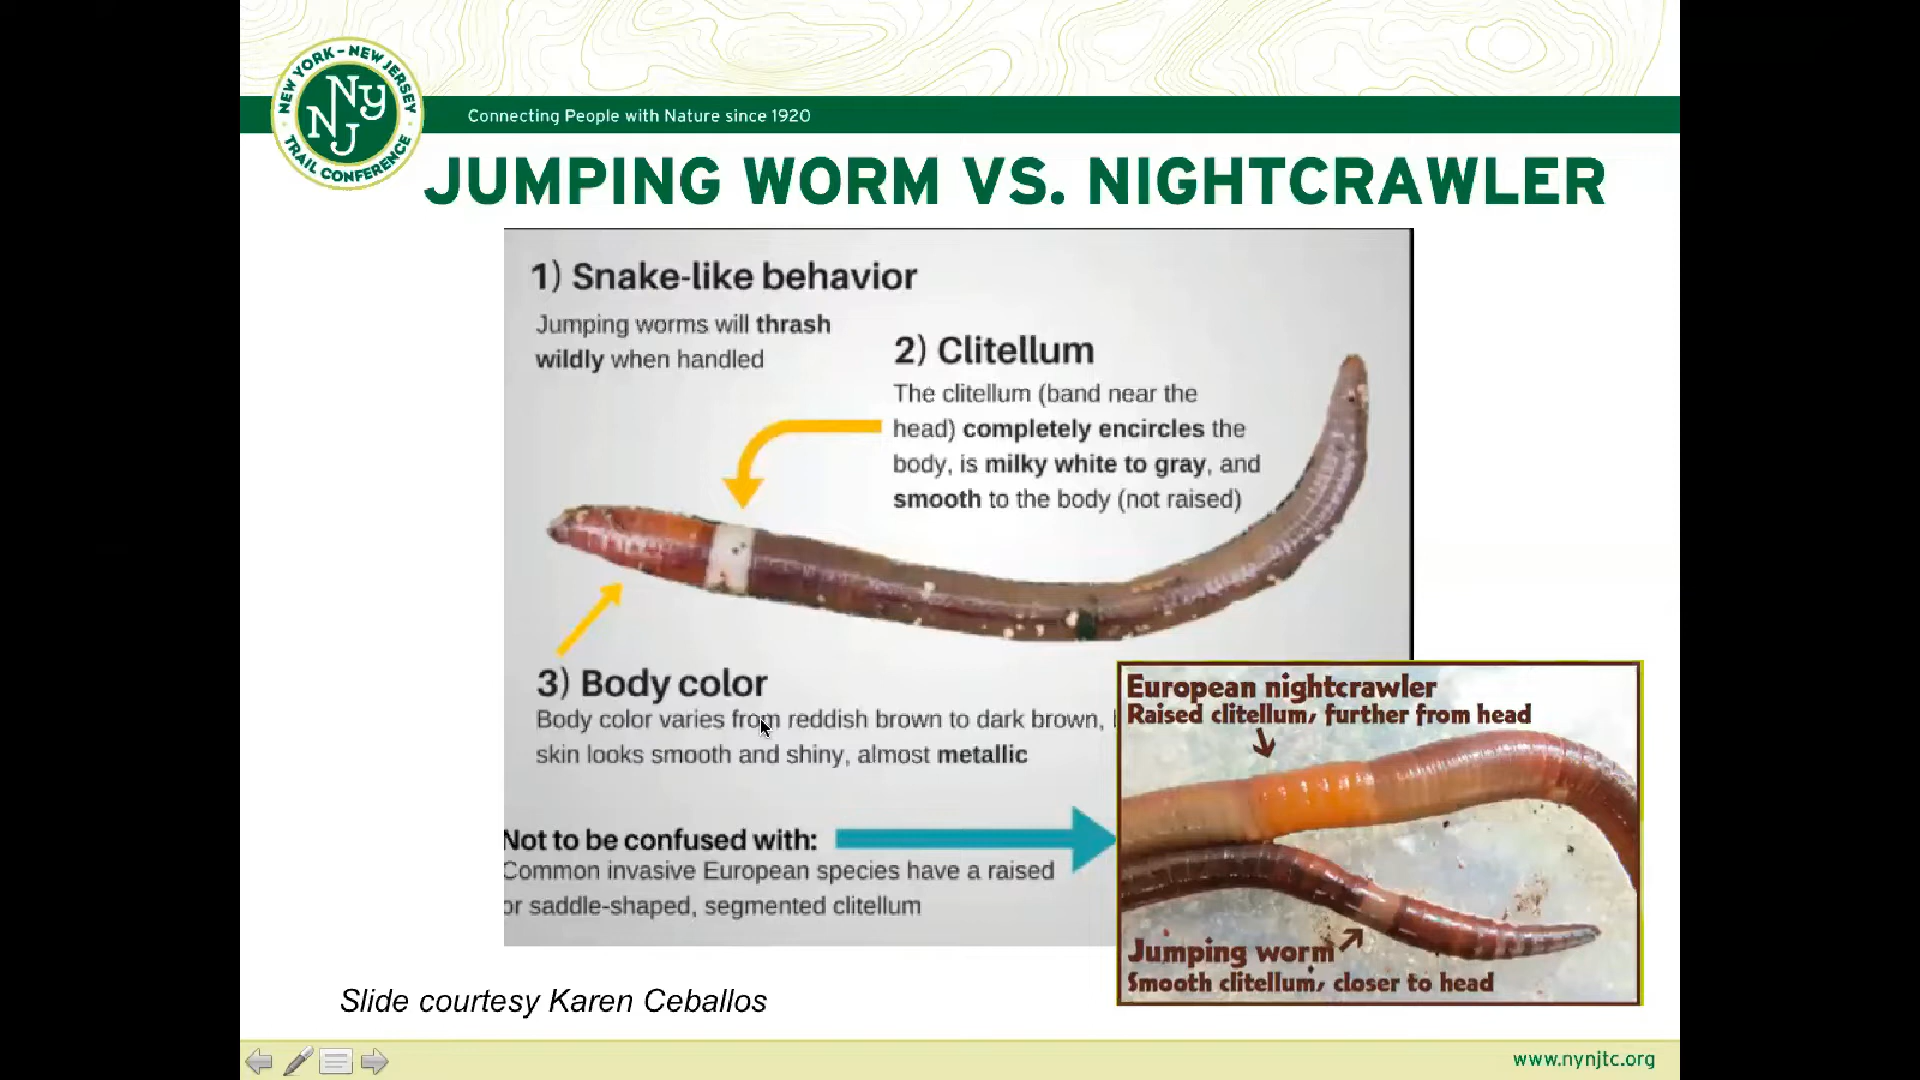 NEW YORK - NEW JERSEY
NY
NJ
TRAIL CONFERENCE
Connecting People with Nature since 1920
JUMPING WORM VS. NIGHTCRAWLER
1) Snake-like behavior
Jumping worms will thrash
wildly when handled
2) Clitellum
The clitellum (band near the
head) completely encircles the
body, is milky white to gray, and
smooth to the body (not raised)
3) Body color
Body color varies from reddish brown to dark brown,
skin looks smooth and shiny, almost metallic
Not to be confused with:
Common invasive European species have a raised
or saddle-shaped, segmented clitellum
European nightcrawler
Raised clitellum, further from head
Jumping worm
Smooth clitellum, closer to head
Slide courtesy Karen Ceballos
www.nynjtc.org